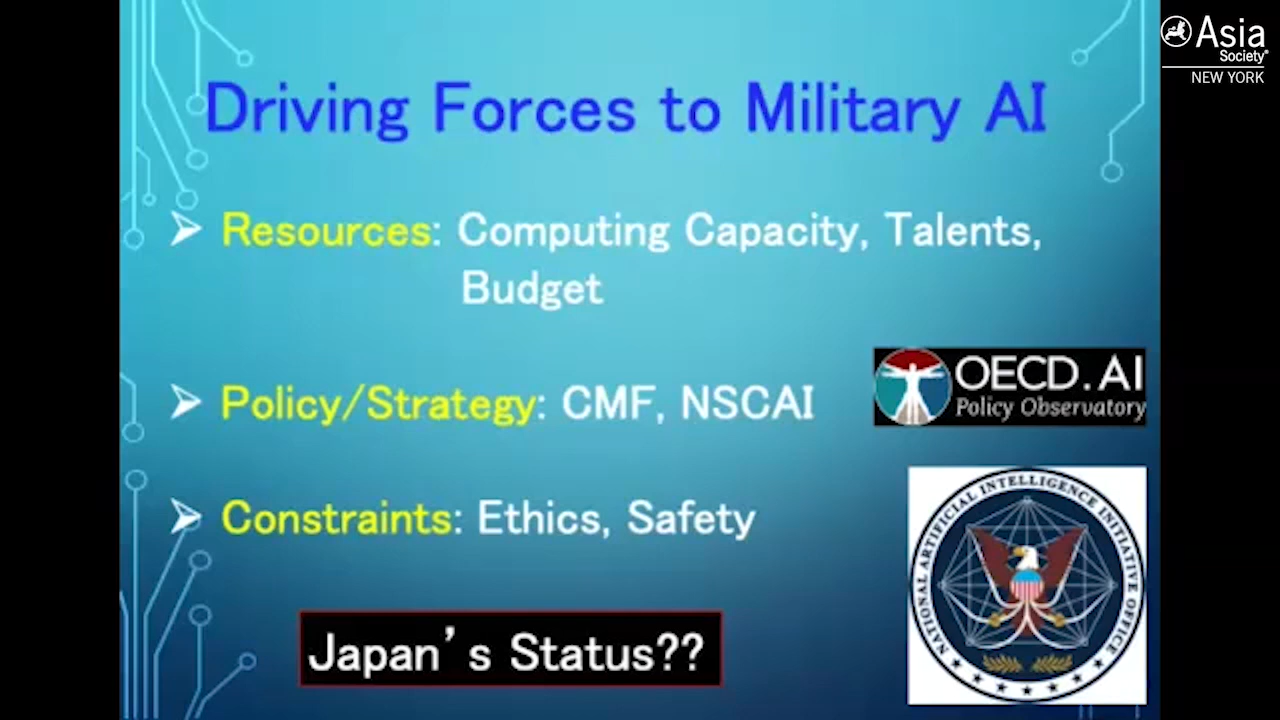 Asia
Society
NEW YORK
Driving Forces to Military AI
➢ Resources: Computing Capacity, Talents,
Budget
➢ Policy/Strategy: CMF, NSCAI
OECD.AI
Policy Observatory
➢ Constraints: Ethics, Safety
NATIONAL ARTIFICIAL INTELLIGENCE INITIATIVE OFFICE
Japan’s Status??